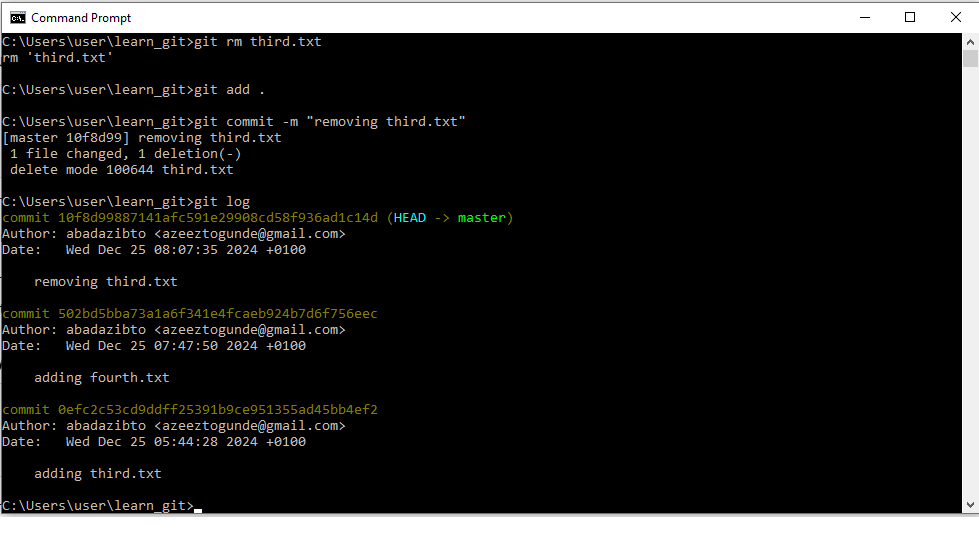 Command Prompt
C:\Users\user\learn_git>git rm third.txt
rm 'third.txt'
C:\Users\user\learn_git>git add .
C:\Users\user\learn_git>git commit -m "removing third.txt"
[master 10f8d99] removing third.txt
 1 file changed, 1 deletion(-)
 delete mode 100644 third.txt
C:\Users\user\learn_git>git log
commit 10f8d99887141afc591e29908cd58f936ad1c14d (HEAD -> master)
Author: abadazibto <azeeztogunde@gmail.com>
Date:   Wed Dec 25 08:07:35 2024 +0100
    removing third.txt
commit 502bd5bba73a1a6f341e4fcaeb924b7d6f756eec
Author: abadazibto <azeeztogunde@gmail.com>
Date:   Wed Dec 25 07:47:50 2024 +0100
    adding fourth.txt
commit 0efc2c53cd9ddff25391b9ce951355ad45bb4ef2
Author: abadazibto <azeeztogunde@gmail.com>
Date:   Wed Dec 25 05:44:28 2024 +0100
    adding third.txt
C:\Users\user\learn_git>